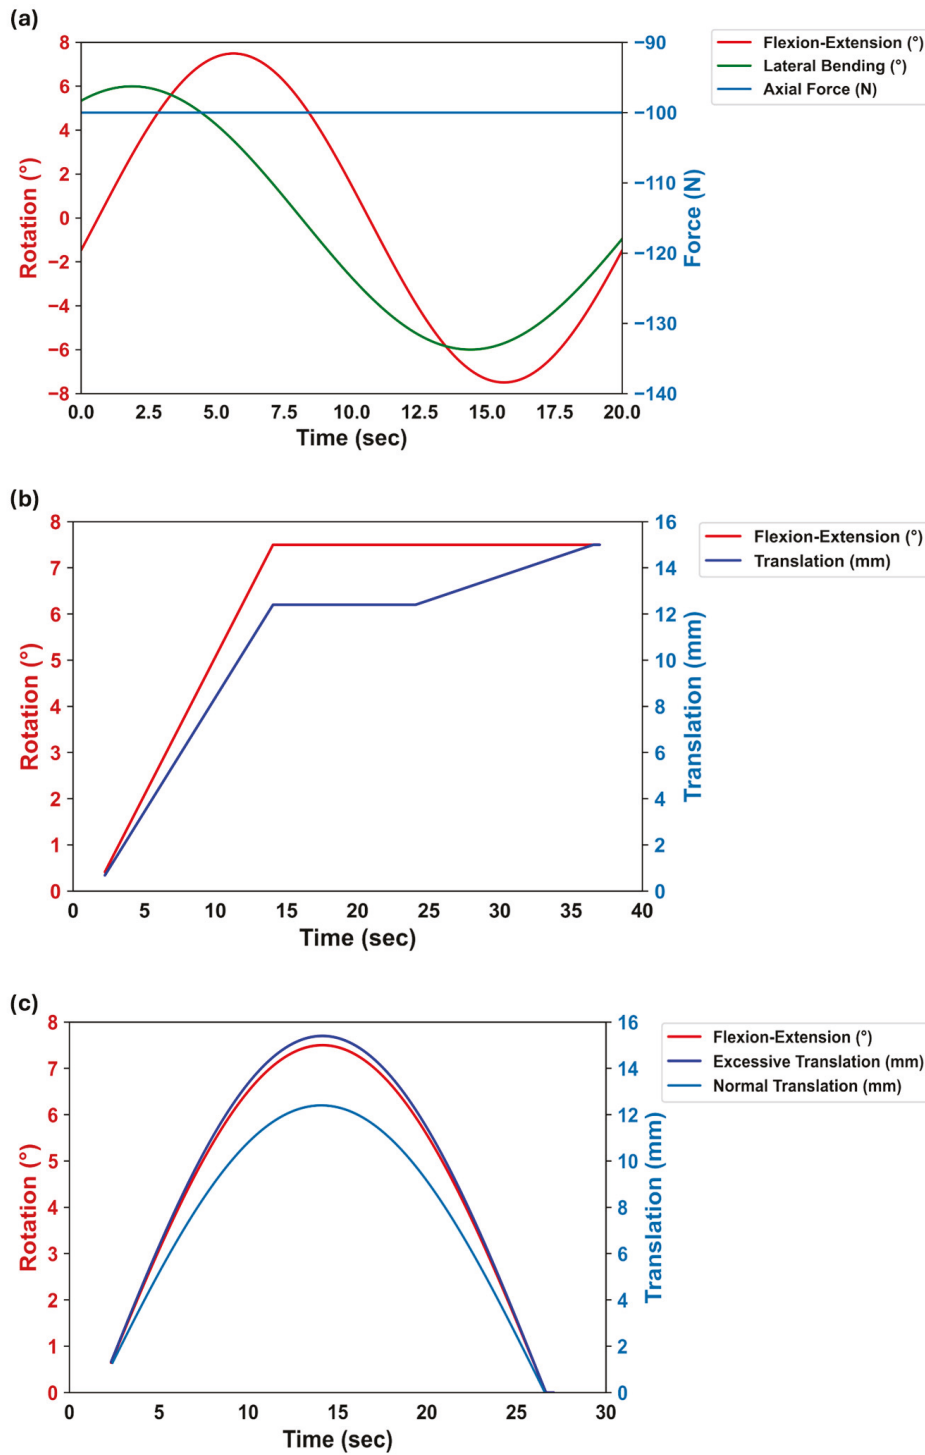 (a)
8
6
4
2
0
−2
−4
−6
−8
Rotation (°)
−90
−100
−110
−120
−130
−140
Force (N)
0.0 2.5 5.0 7.5 10.0 12.5 15.0 17.5 20.0
Time (sec)
Flexion-Extension (°)
Lateral Bending (°)
Axial Force (N)
(b)
8
7
6
5
4
3
2
1
0
Rotation (°)
16
14
12
10
8
6
4
2
0
Translation (mm)
0 5 10 15 20 25 30 35 40
Time (sec)
Flexion-Extension (°)
Translation (mm)
(c)
8
7
6
5
4
3
2
1
0
Rotation (°)
16
14
12
10
8
6
4
2
0
Translation (mm)
0 5 10 15 20 25 30
Time (sec)
Flexion-Extension (°)
Excessive Translation (mm)
Normal Translation (mm)